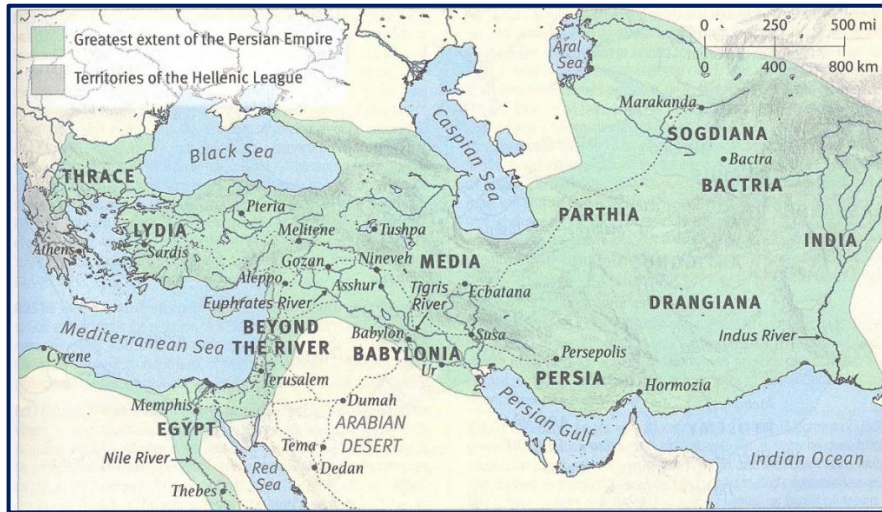 Greatest extent of the Persian Empire
Territories of the Hellenic League
0 250 500 mi
0 400 800 km
Aral
Sea
Marakanda
SOGDIANA
Bactra
BACTRIA
Caspian Sea
Black Sea
THRACE
Pteria
LYDIA
Athens
Sardis
Melitene
Tushpa
PARTHIA
INDIA
Gozan
Nineveh
MEDIA
Aleppo
Asshur
Tigris
River
Ecbatana
Euphrates River
DRANGIANA
Mediterranean Sea
BEYOND
THE RIVER
Babylon
BABYLONIA
Susa
Indus River
Cyrene
Ur
Persepolis
PERSIA
Jerusalem
Hormozia
Memphis
EGYPT
Dumah
ARABIAN
DESERT
Persian Gulf
Nile River
Tema
Dedan
Red
Sea
Thebes
Indian Ocean